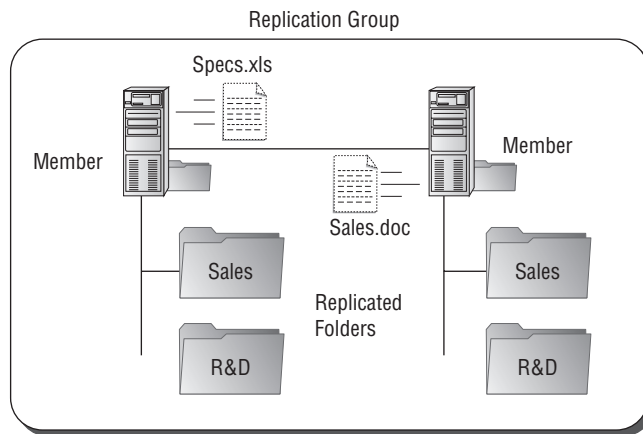 Replication Group
Specs.xls
Member
Member
Sales.doc
Sales
Replicated
Folders
Sales
R&D
R&D